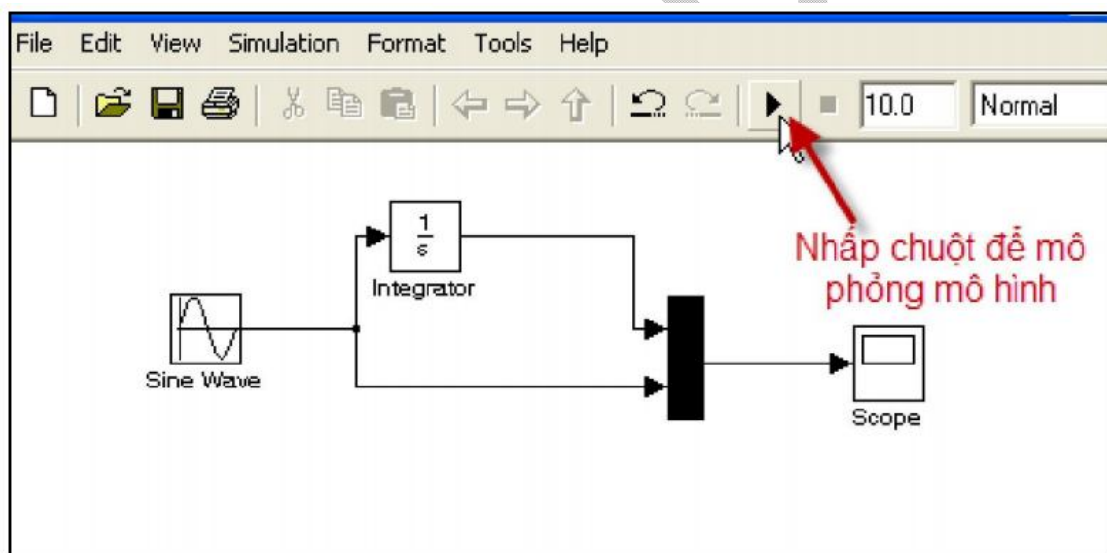 File Edit View Simulation Format Tools Help
10.0 Normal
Nhấp chuột để mô
phỏng mô hình
1
s
Integrator
Sine Wave
Scope